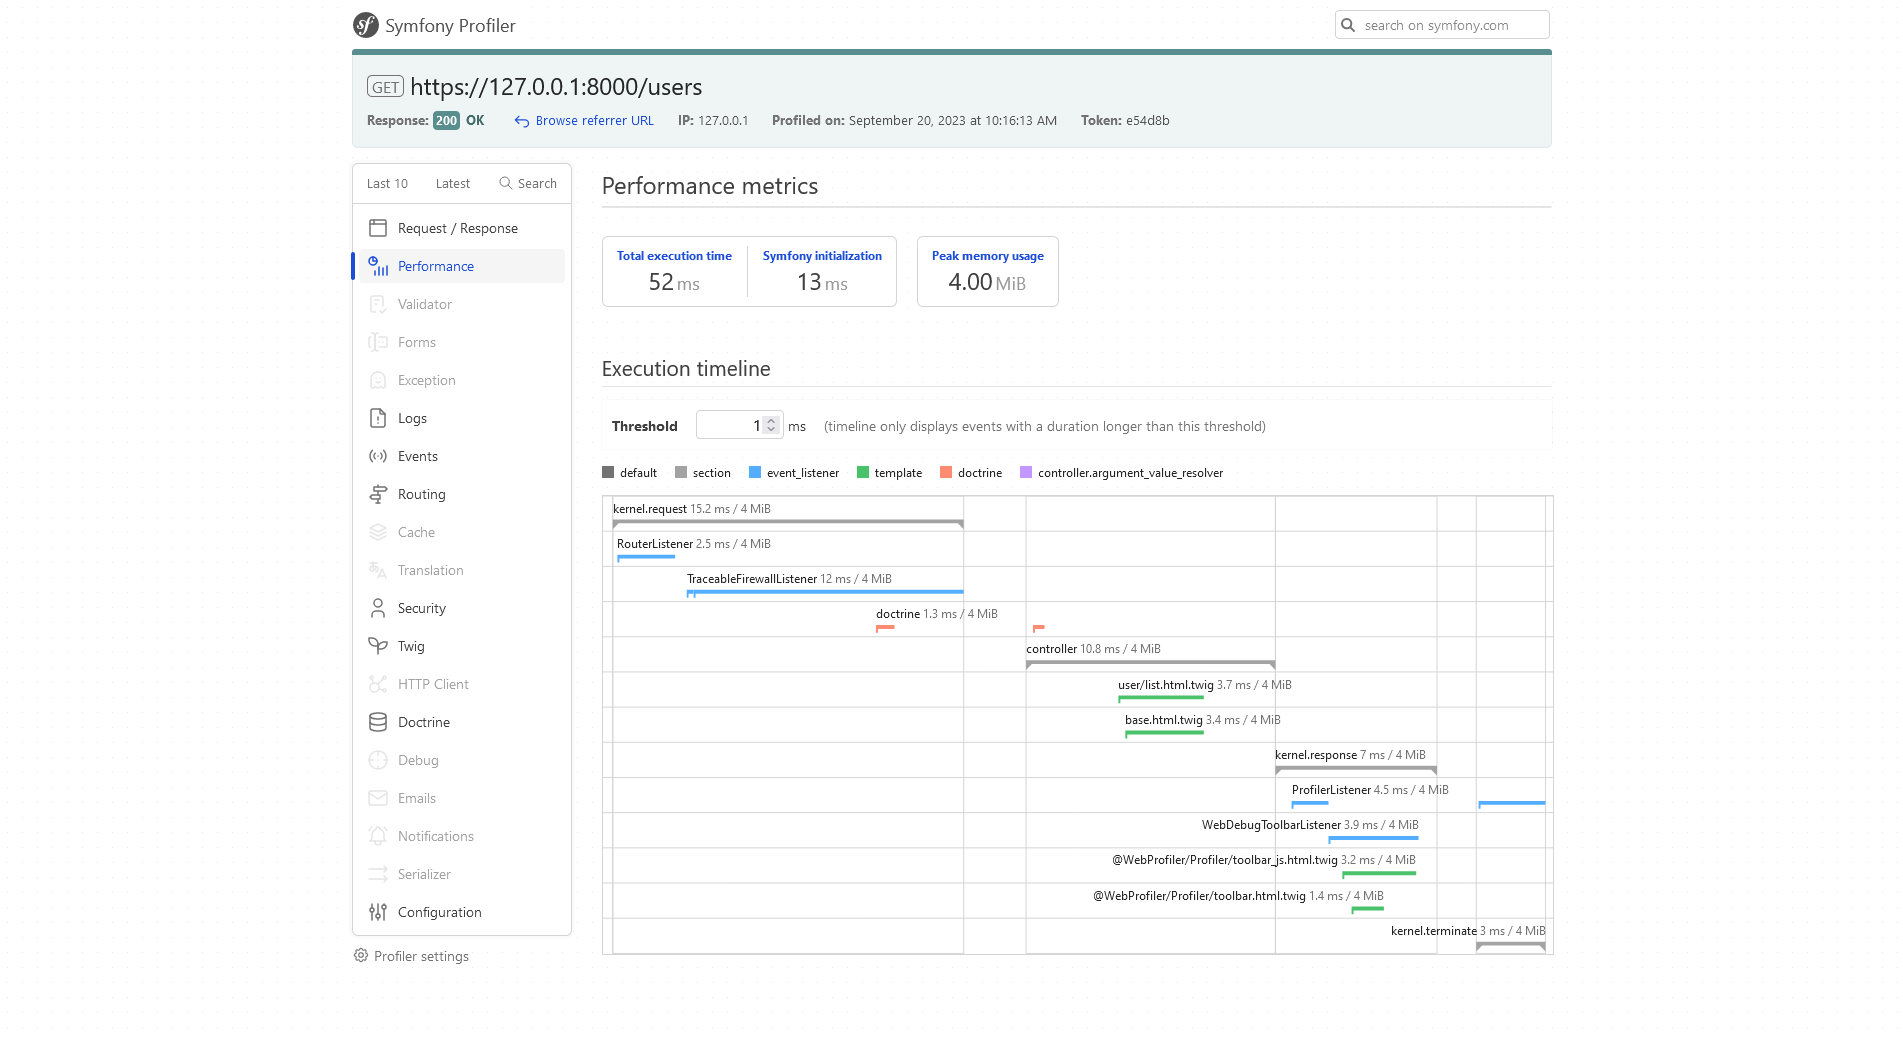 Symfony Profiler
search on symfony.com
GET https://127.0.0.1:8000/users
Response: 200 OK Browse referrer URL IP: 127.0.0.1 Profiled on: September 20, 2023 at 10:16:13 AM Token: e54d8b
Last 10 Latest Search
Request / Response
Performance
Validator
Forms
Exception
Logs
Events
Routing
Cache
Translation
Security
Twig
HTTP Client
Doctrine
Debug
Emails
Notifications
Serializer
Configuration
Profiler settings
Performance metrics
Total execution time
52 ms
Symfony initialization
13 ms
Peak memory usage
4.00 MiB
Execution timeline
Threshold 1 ms (timeline only displays events with a duration longer than this threshold)
default section event_listener template doctrine controller.argument_value_resolver
kernel.request 15.2 ms / 4 MiB
RouterListener 2.5 ms / 4 MiB
TraceableFirewallListener 12 ms / 4 MiB
doctrine 1.3 ms / 4 MiB
controller 10.8 ms / 4 MiB
user/list.html.twig 3.7 ms / 4 MiB
base.html.twig 3.4 ms / 4 MiB
kernel.response 7 ms / 4 MiB
ProfilerListener 4.5 ms / 4 MiB
WebDebugToolbarListener 3.9 ms / 4 MiB
@WebProfiler/Profiler/toolbar_js.html.twig 3.2 ms / 4 MiB
@WebProfiler/Profiler/toolbar.html.twig 1.4 ms / 4 MiB
kernel.terminate 3 ms / 4 MiB